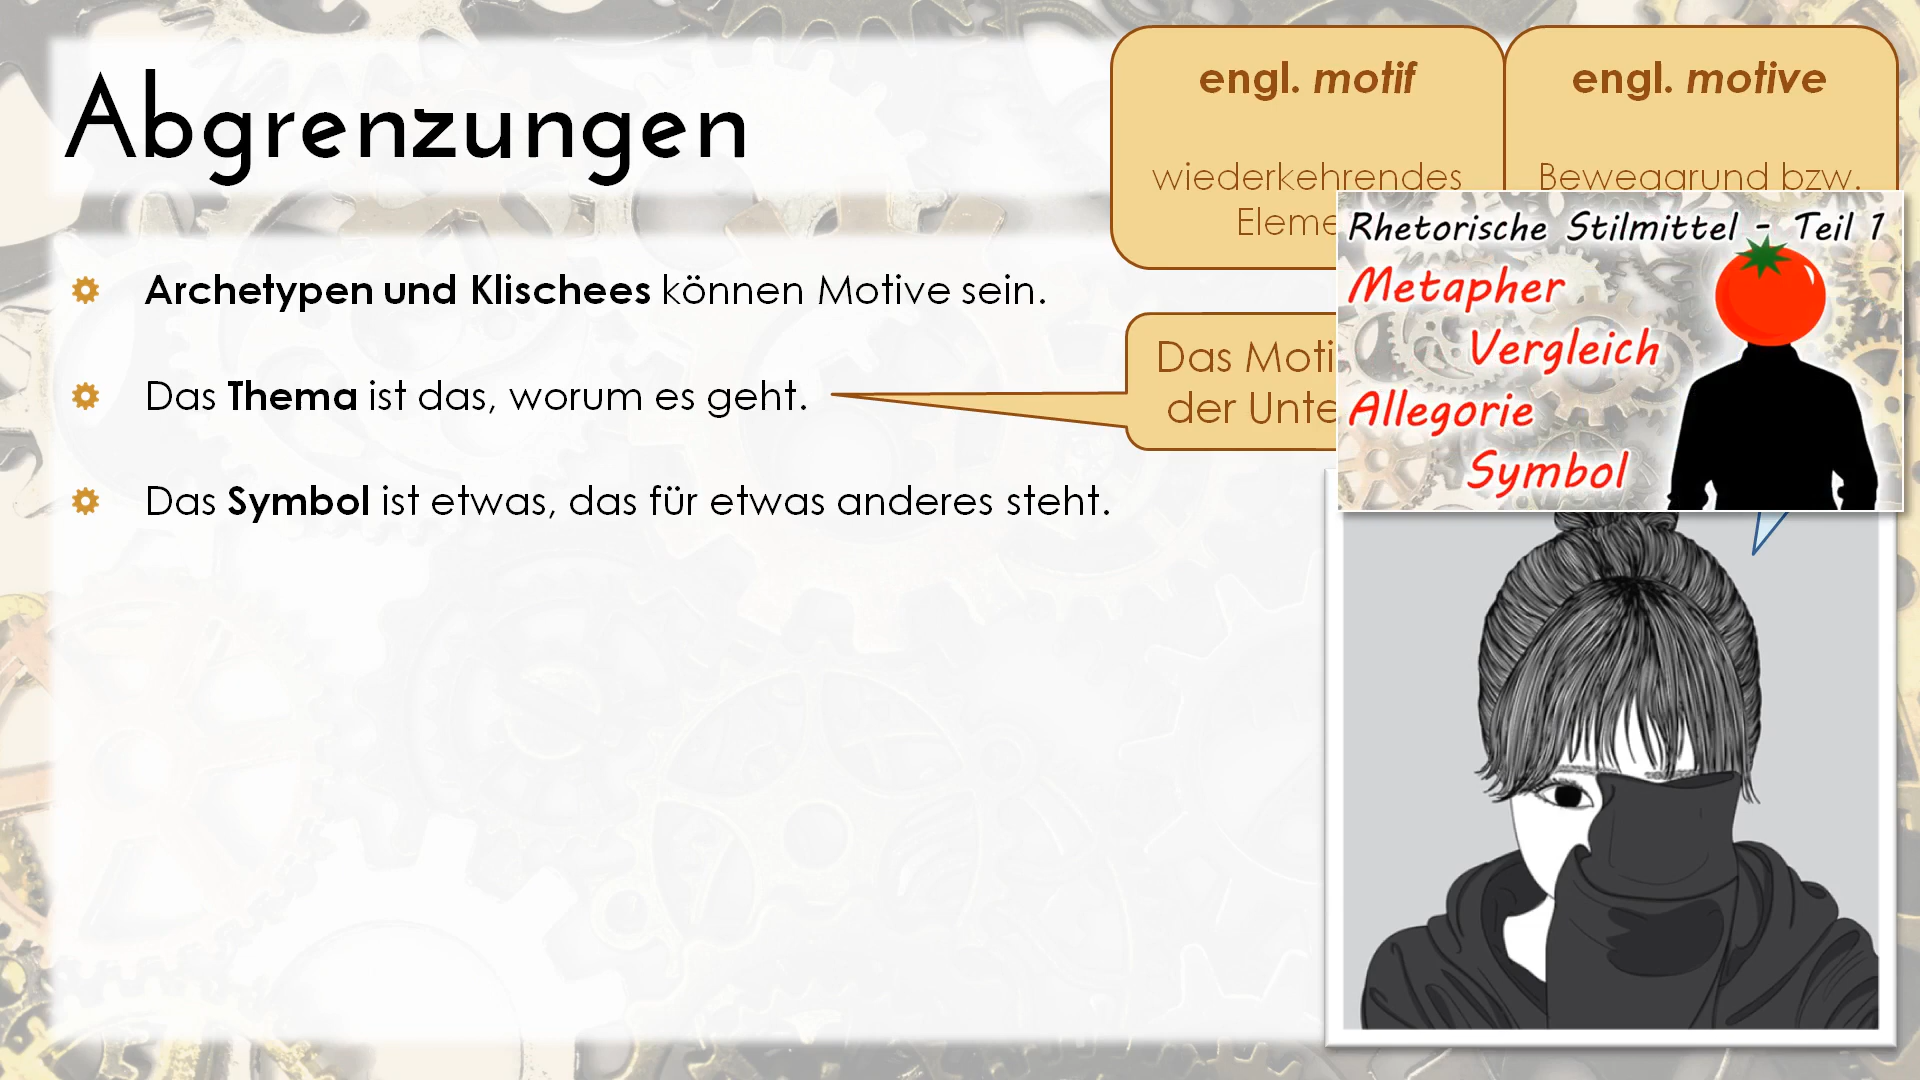 Abgrenzungen
engl. motif
wiederkehrendes
engl. motive
Beweggrund bzw.
Archetypen und Klischees können Motive sein.
Das Thema ist das, worum es geht.
Das
der
Das Symbol ist etwas, das für etwas anderes steht.
Rhetorische Stilmittel - Teil 1
Metapher
Vergleich
Allegorie
Symbol